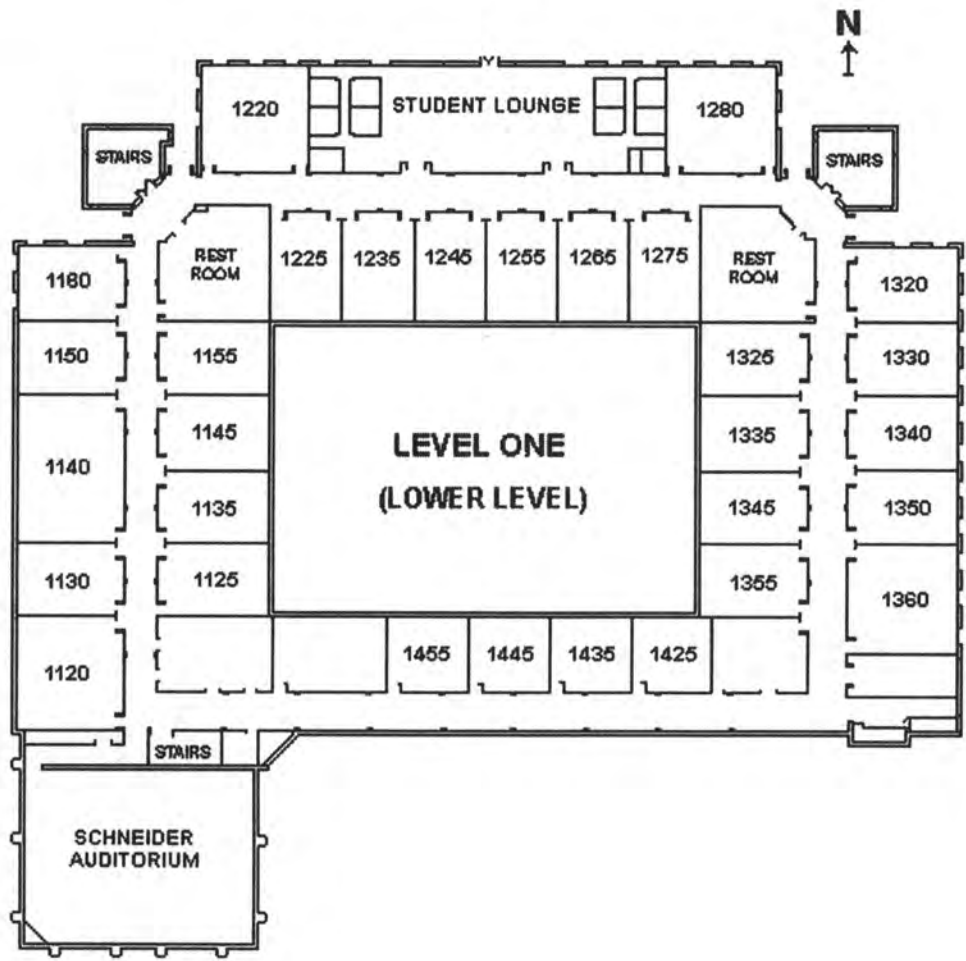 N
1220
STUDENT LOUNGE
1280
STAIRS
STAIRS
REST
ROOM
1225
1235
1245
1255
1265
1275
REST
ROOM
1160
1320
1150
1155
1325
1330
LEVEL ONE
(LOWER LEVEL)
1140
1145
1335
1340
1135
1345
1350
1130
1125
1355
1360
1120
1455
1445
1435
1425
STAIRS
SCHNEIDER
AUDITORIUM